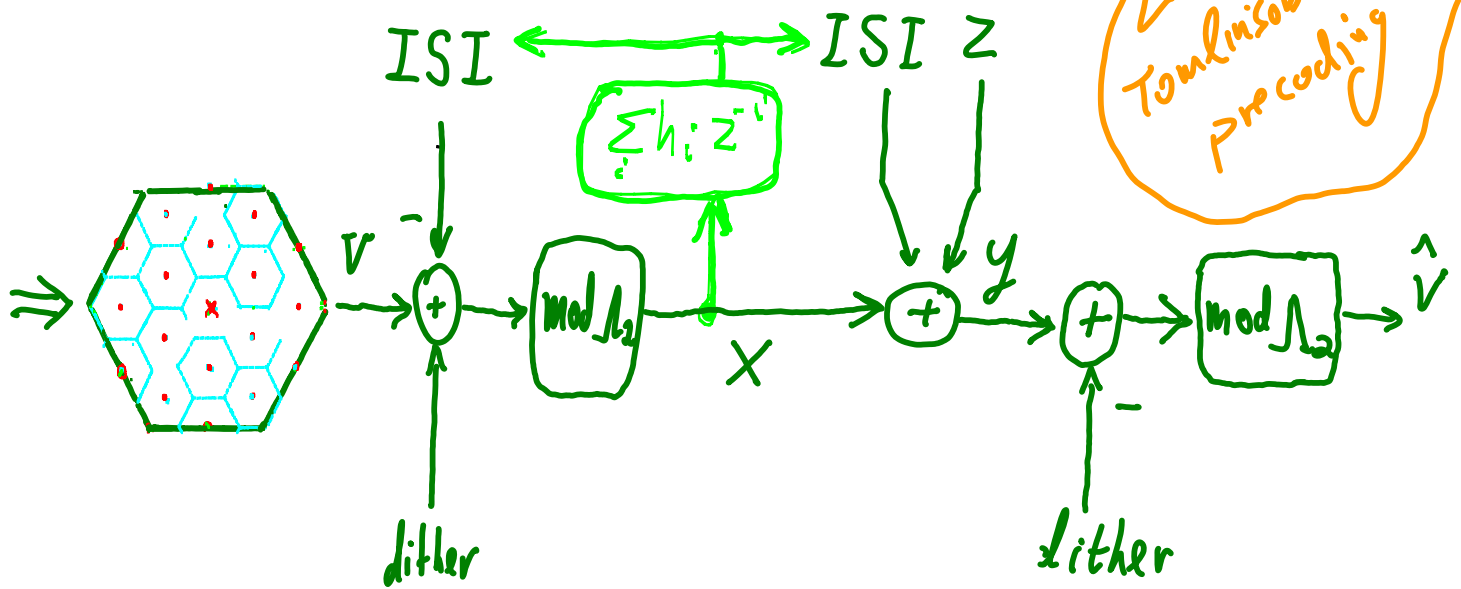 ISI
ISI Z
Tomlinson
precoding
∑ h_i z^-i
i
V
-
+
mod Λ₂
X
+
y
+
-
mod Λ₂
V̂
dither
dither